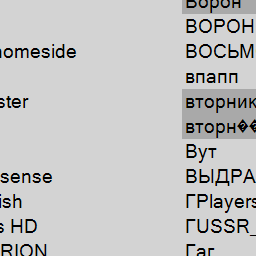 Ворон
ВОРОН
homeside ВОСЬМ
впапп
ster вторник
вторн��
Вут
sense ВЫДРА
ish ГPlayers
s HD ГUSSR_
RION Гаг